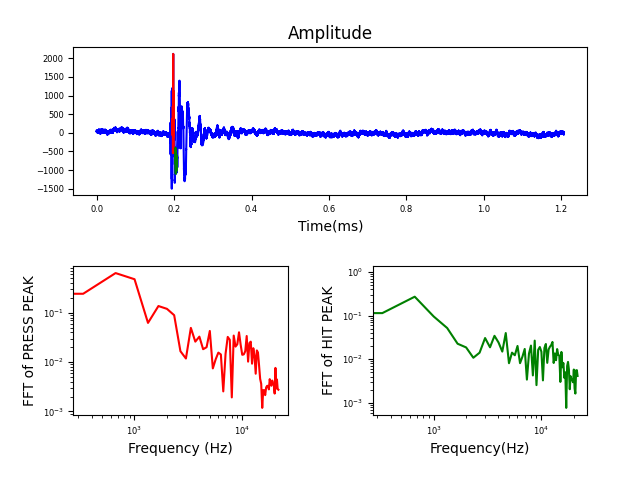 Amplitude
2000
1500
1000
500
0
−500
−1000
−1500
0.0 0.2 0.4 0.6 0.8 1.0 1.2
Time(ms)
FFT of PRESS PEAK
10⁻¹
10⁻²
10⁻³
10³ 10⁴
Frequency (Hz)
FFT of HIT PEAK
10⁰
10⁻¹
10⁻²
10⁻³
10³ 10⁴
Frequency(Hz)